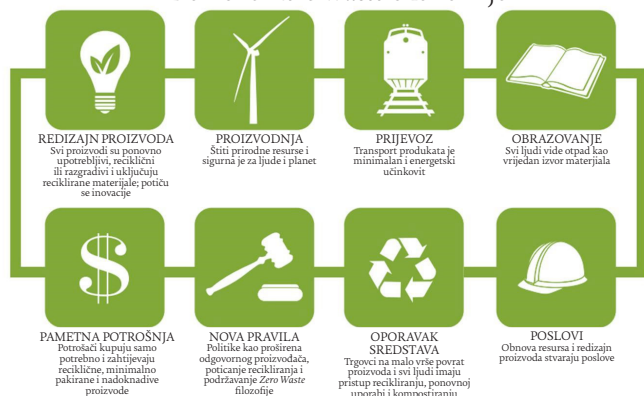 REDIZAJN PROIZVODA
Svi proizvodi su ponovno
upotrebljivi, reciklični
ili razgradivi i uključuju
reciklirane materijale; potiču
se inovacije
PROIZVODNJA
Štiti prirodne resurse i
sigurna je za ljude i planet
PRIJEVOZ
Transport produkata je
minimalan i energetski
učinkovit
OBRAZOVANJE
Svi ljudi vide otpad kao
vrijedan izvor materjiala
PAMETNA POTROŠNJA
Potrošači kupuju samo
potrebno i zahtijevaju
reciklične, minimalno
pakirane i nadoknadive
proizvode
NOVA PRAVILA
Politike kao proširena
odgovornog proizvođača,
poticanje recikliranja i
podržavanje Zero Waste
filozofije
OPORAVAK
SREDSTAVA
Trgovci na malo vrše povrat
proizvoda i svi ljudi imaju
pristup recikliranju, ponovnoj
uporabi i kompostiranju
POSLOVI
Obnova resursa i redizajn
proizvoda stvaraju poslove